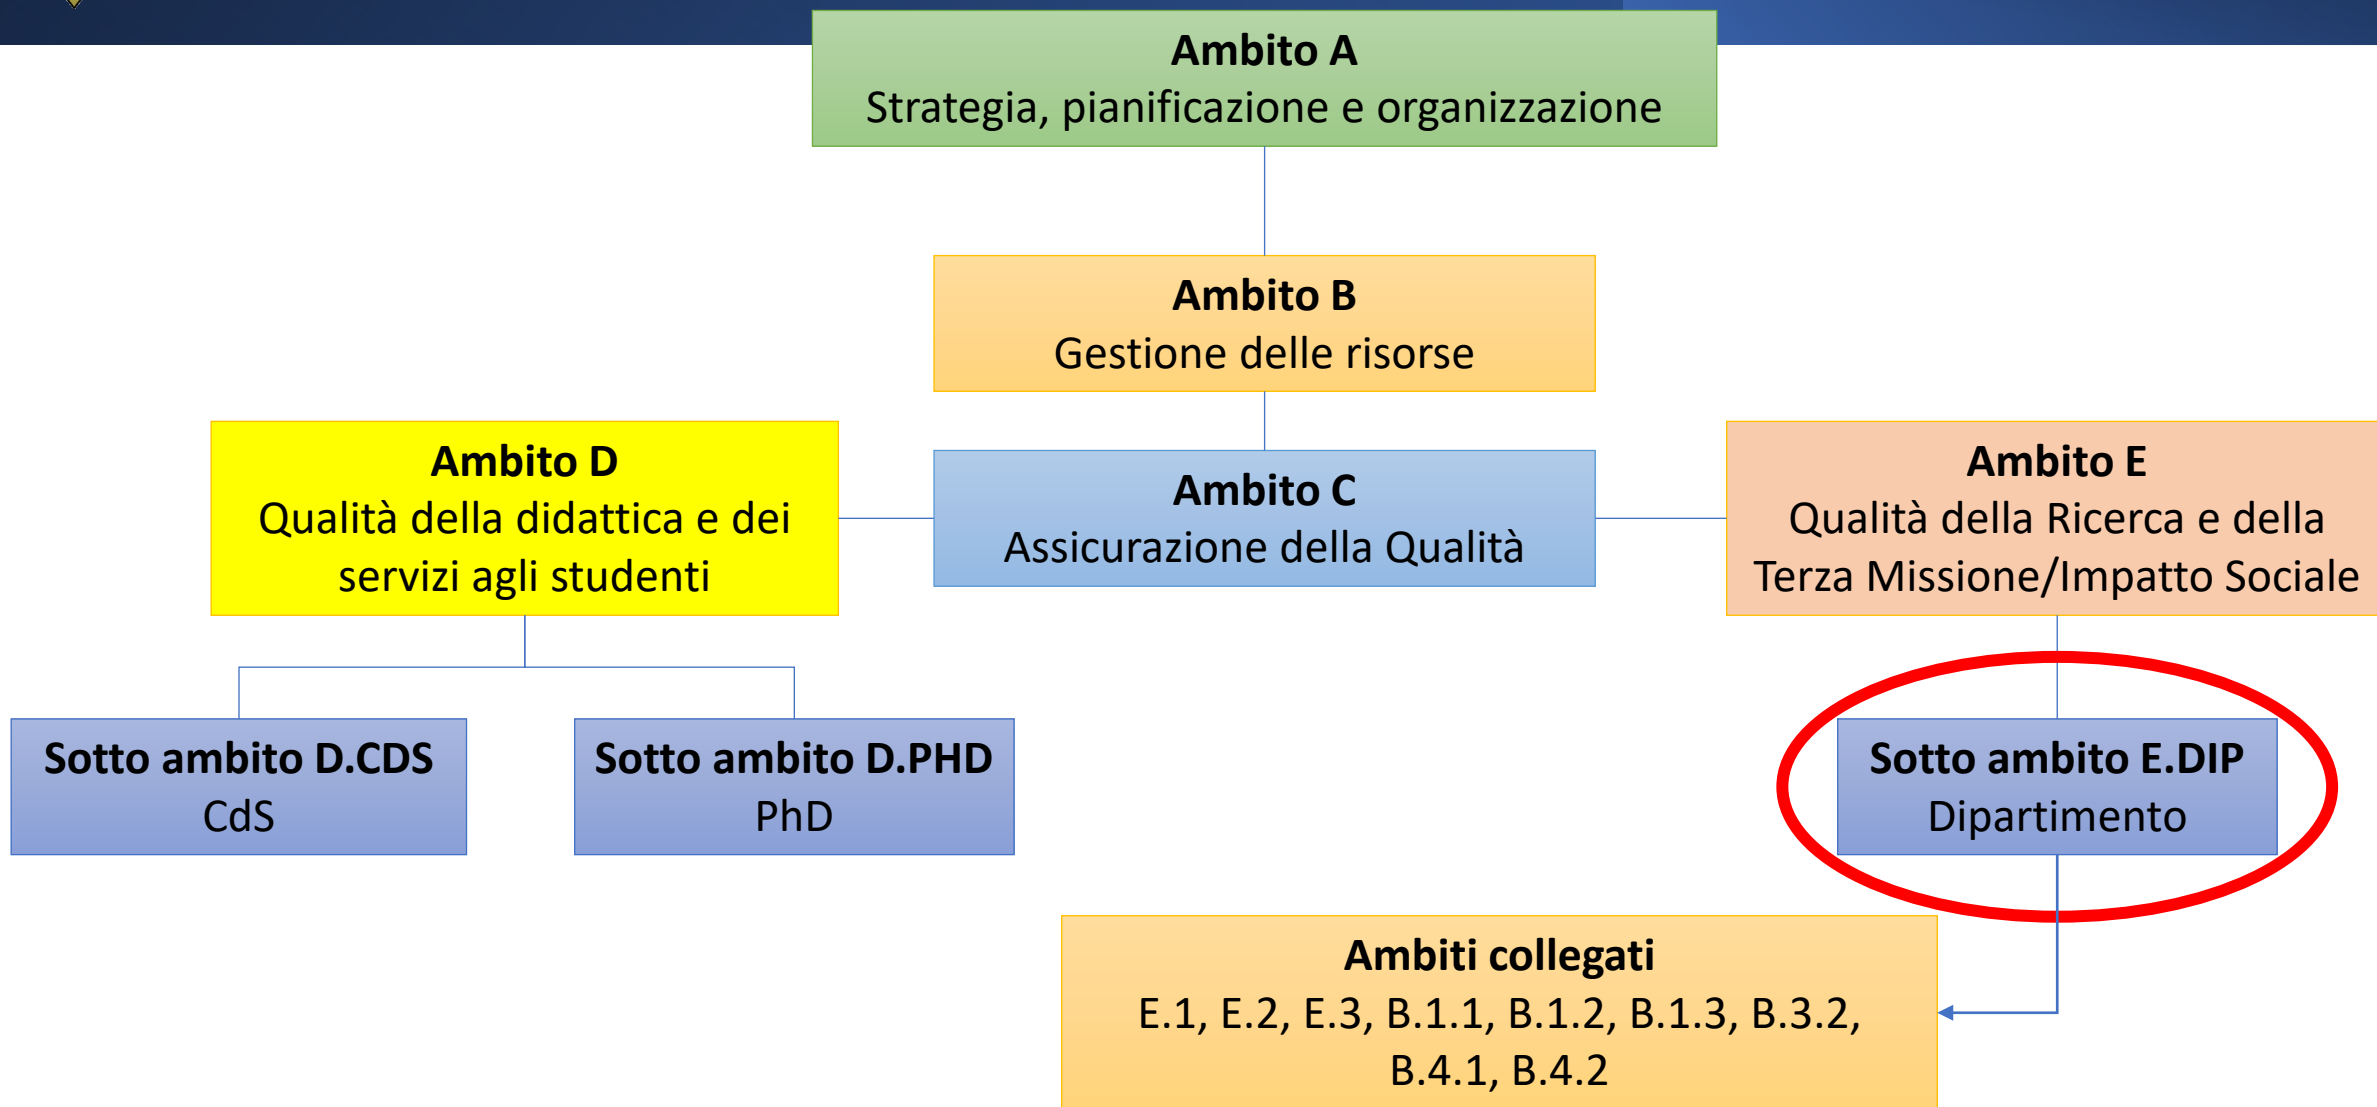 Ambito A
Strategia, pianificazione e organizzazione
Ambito B
Gestione delle risorse
Ambito D
Qualità della didattica e dei
servizi agli studenti
Ambito C
Assicurazione della Qualità
Ambito E
Qualità della Ricerca e della
Terza Missione/Impatto Sociale
Sotto ambito D.CDS
CdS
Sotto ambito D.PHD
PhD
Sotto ambito E.DIP
Dipartimento
Ambiti collegati
E.1, E.2, E.3, B.1.1, B.1.2, B.1.3, B.3.2,
B.4.1, B.4.2